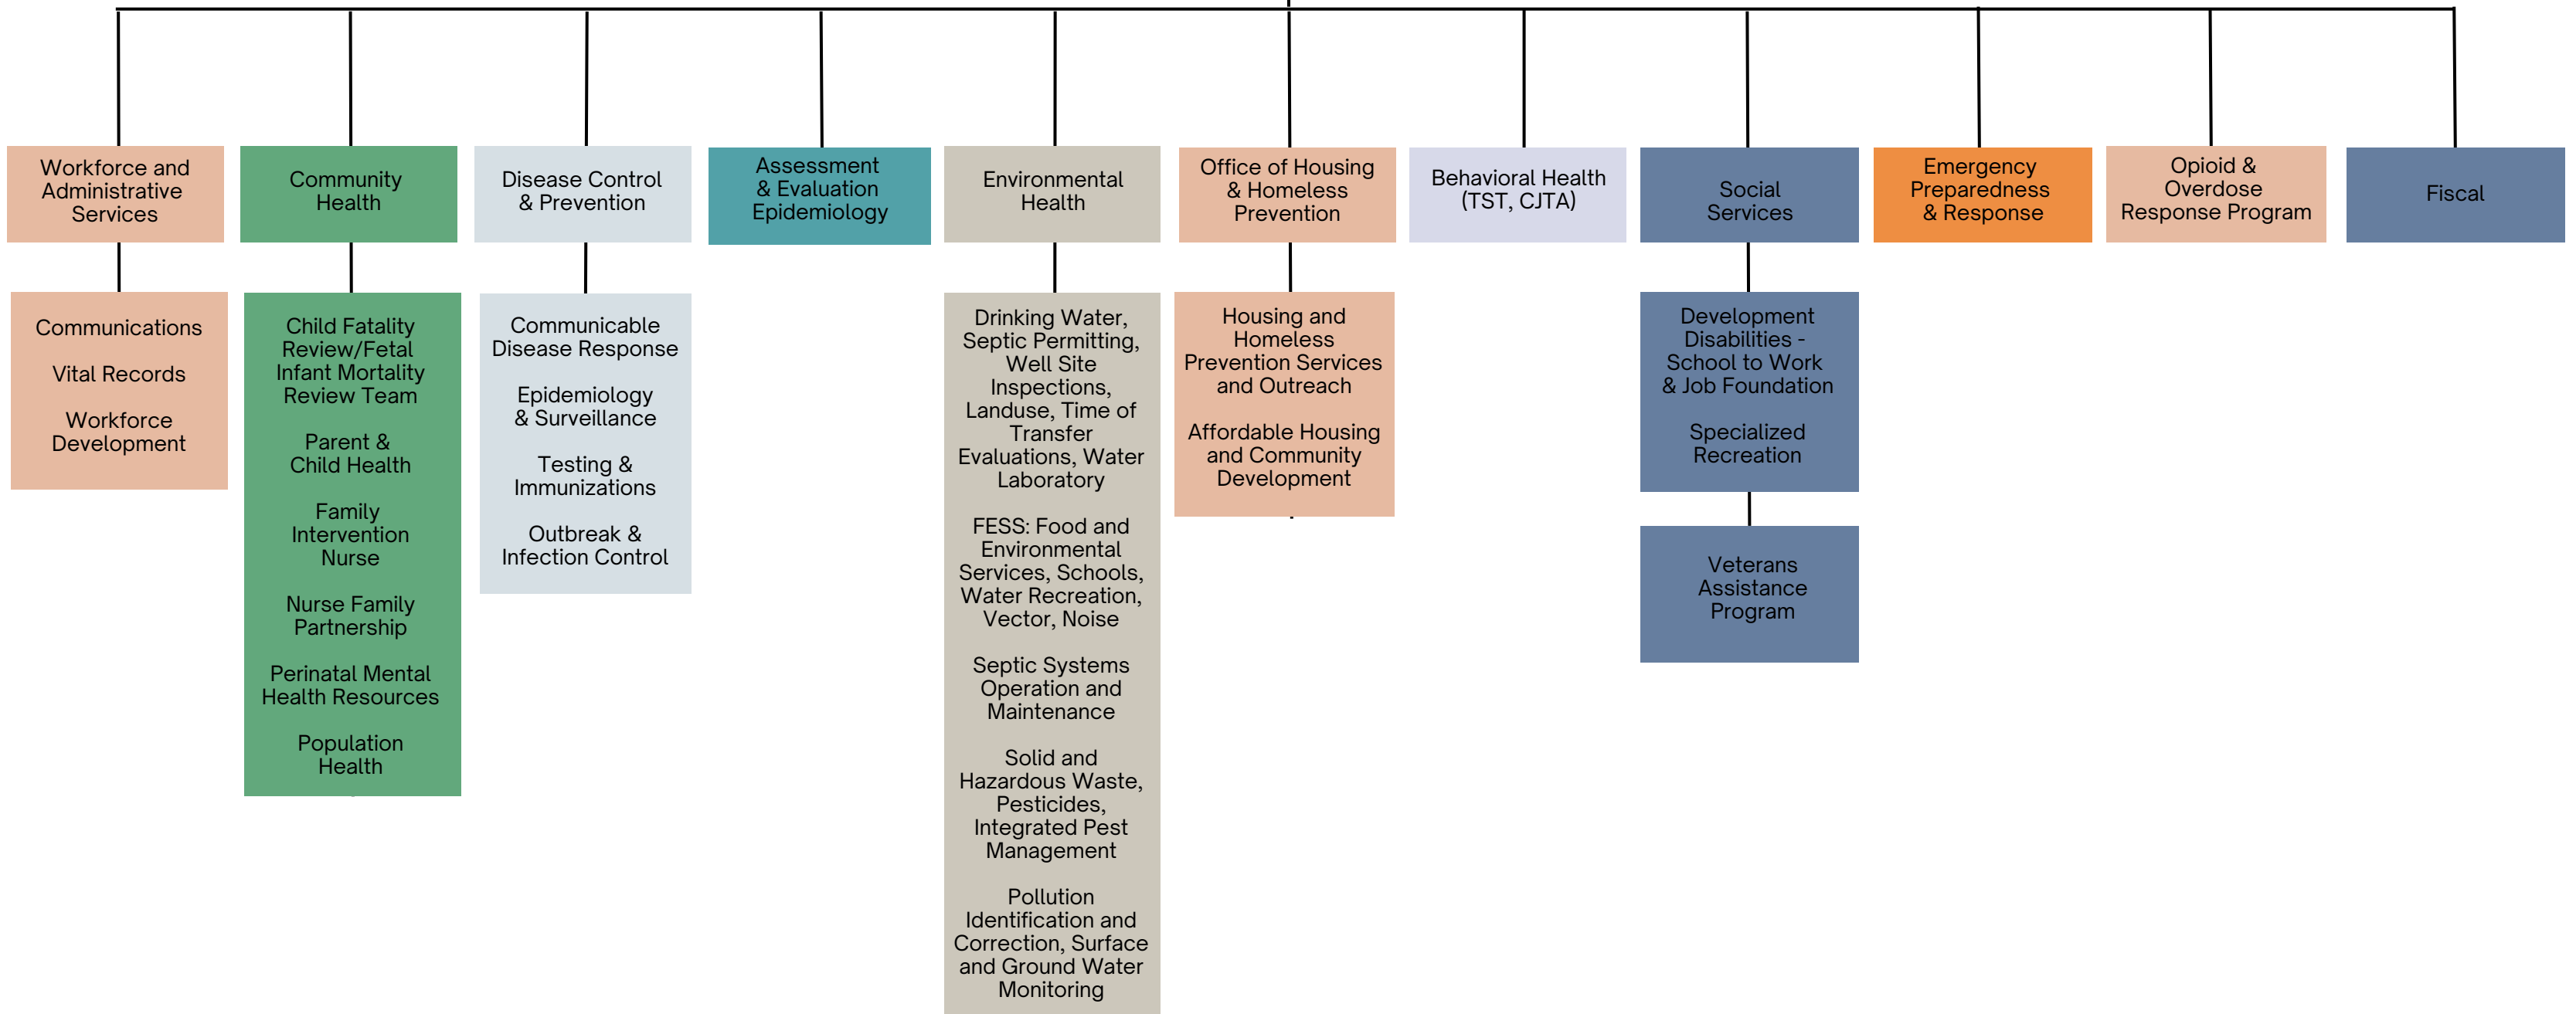 Workforce and
Administrative
Services
Community
Health
Disease Control
& Prevention
Assessment
& Evaluation
Epidemiology
Environmental
Health
Office of Housing
& Homeless
Prevention
Behavioral Health
(TST, CJTA)
Social
Services
Emergency
Preparedness
& Response
Opioid &
Overdose
Response Program
Fiscal
Communications
Vital Records
Workforce
Development
Child Fatality
Review/Fetal
Infant Mortality
Review Team
Parent &
Child Health
Family
Intervention
Nurse
Nurse Family
Partnership
Perinatal Mental
Health Resources
Population
Health
Communicable
Disease Response
Epidemiology
& Surveillance
Testing &
Immunizations
Outbreak &
Infection Control
Drinking Water,
Septic Permitting,
Well Site
Inspections,
Landuse, Time of
Transfer
Evaluations, Water
Laboratory
FESS: Food and
Environmental
Services, Schools,
Water Recreation,
Vector, Noise
Septic Systems
Operation and
Maintenance
Solid and
Hazardous Waste,
Pesticides,
Integrated Pest
Management
Pollution
Identification and
Correction, Surface
and Ground Water
Monitoring
Housing and
Homeless
Prevention Services
and Outreach
Affordable Housing
and Community
Development
Development
Disabilities -
School to Work
& Job Foundation
Specialized
Recreation
Veterans
Assistance
Program